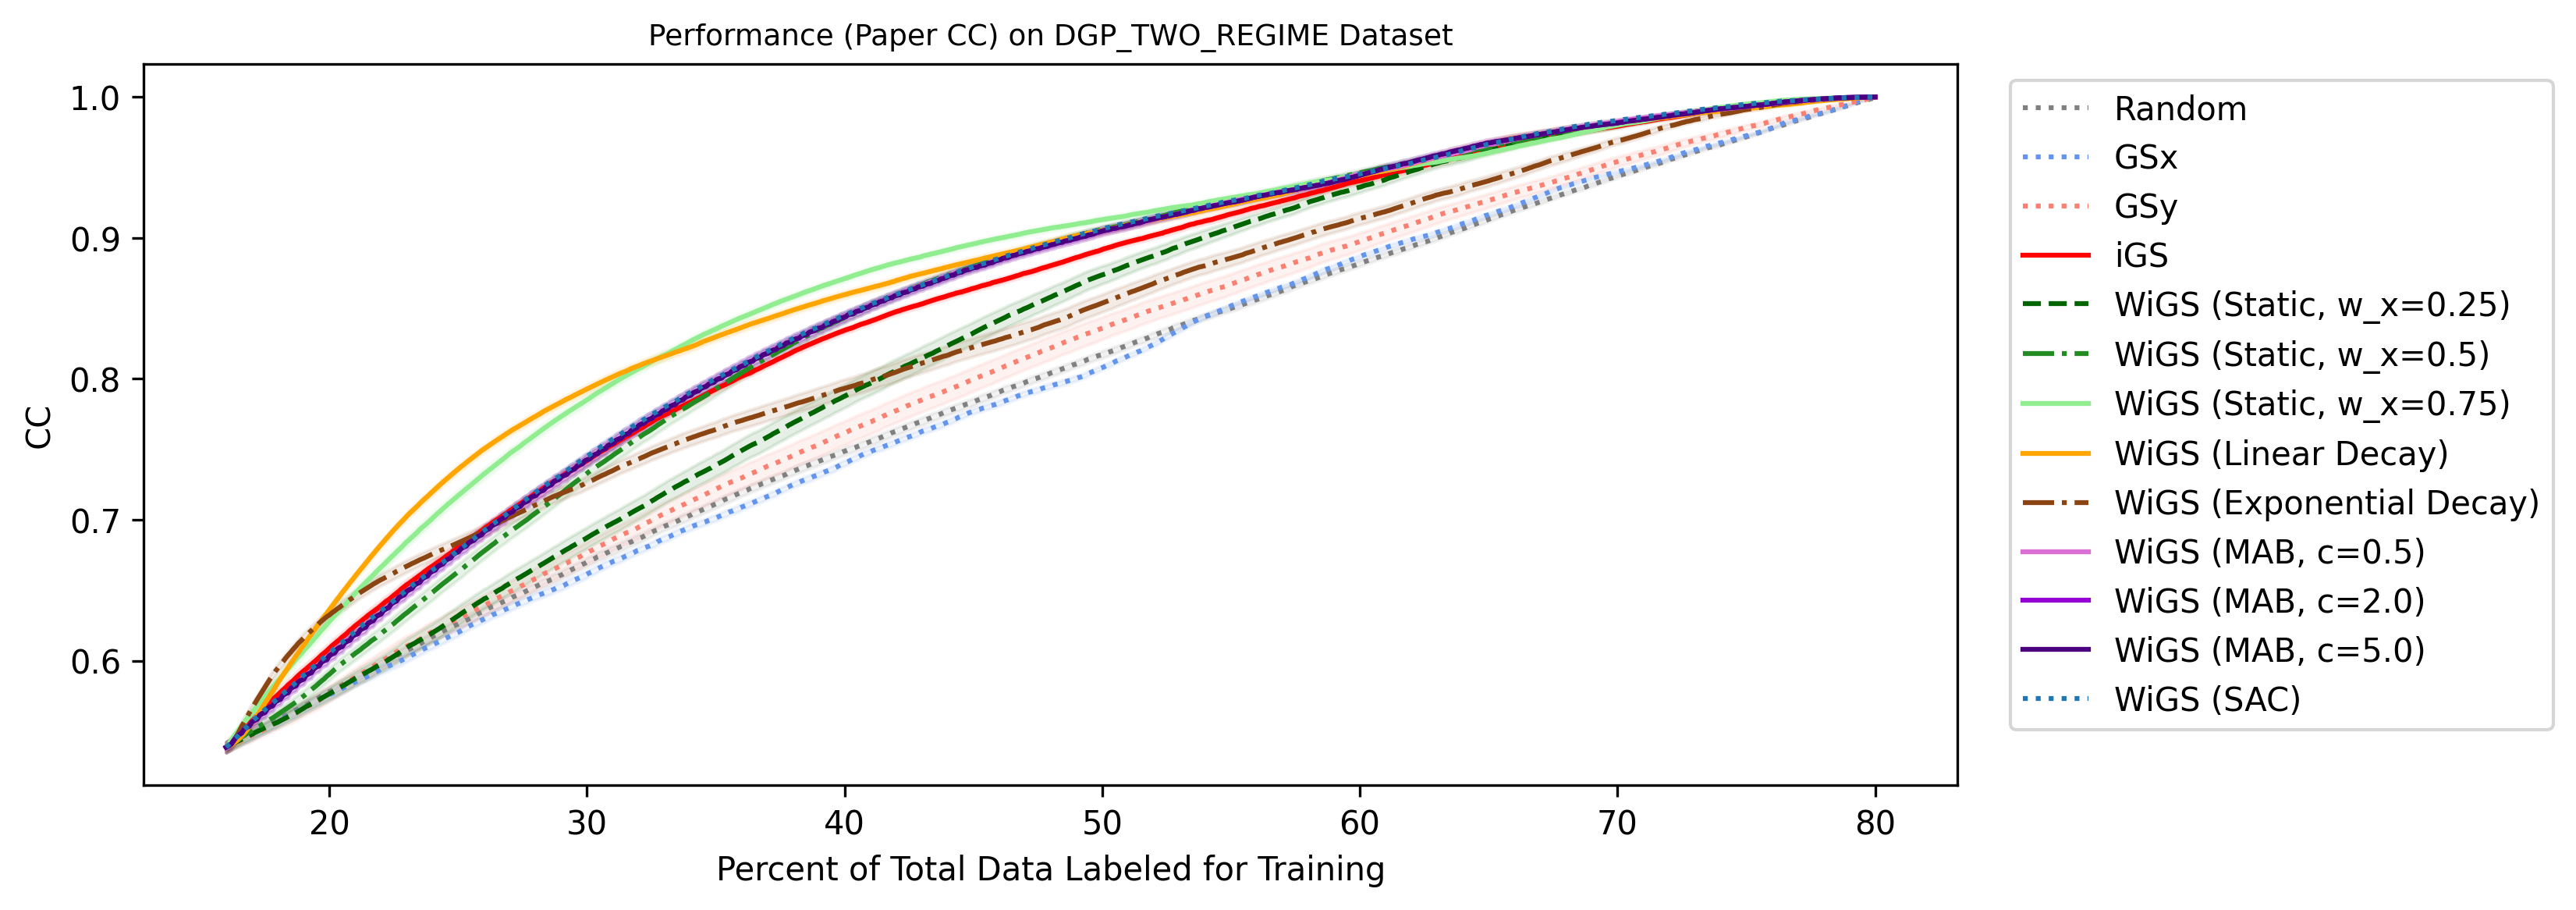 Performance (Paper CC) on DGP_TWO_REGIME Dataset
CC
1.0
0.9
0.8
0.7
0.6
20 30 40 50 60 70 80
Percent of Total Data Labeled for Training
Random
GSx
GSy
iGS
WiGS (Static, w_x=0.25)
WiGS (Static, w_x=0.5)
WiGS (Static, w_x=0.75)
WiGS (Linear Decay)
WiGS (Exponential Decay)
WiGS (MAB, c=0.5)
WiGS (MAB, c=2.0)
WiGS (MAB, c=5.0)
WiGS (SAC)